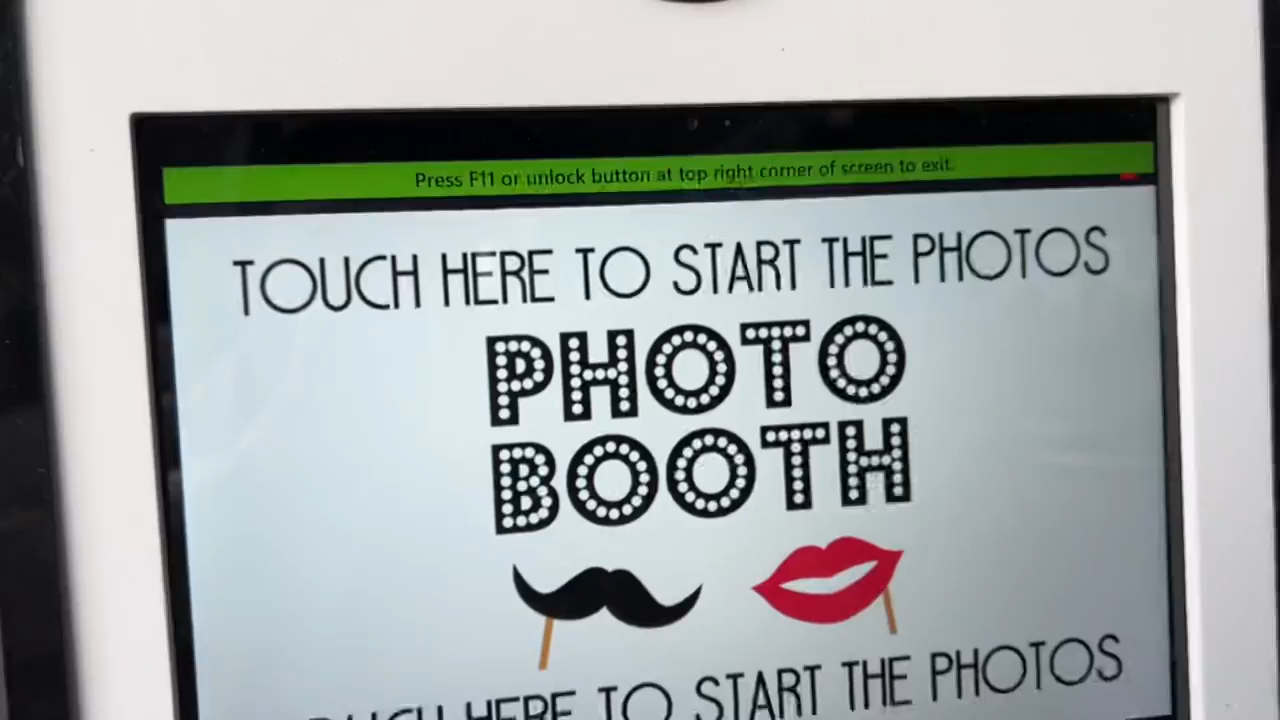 Press F11 or unlock button at top right corner of screen to exit.
TOUCH HERE TO START THE PHOTOS
PHOTO
BOOTH
HERE TO START THE PHOTOS